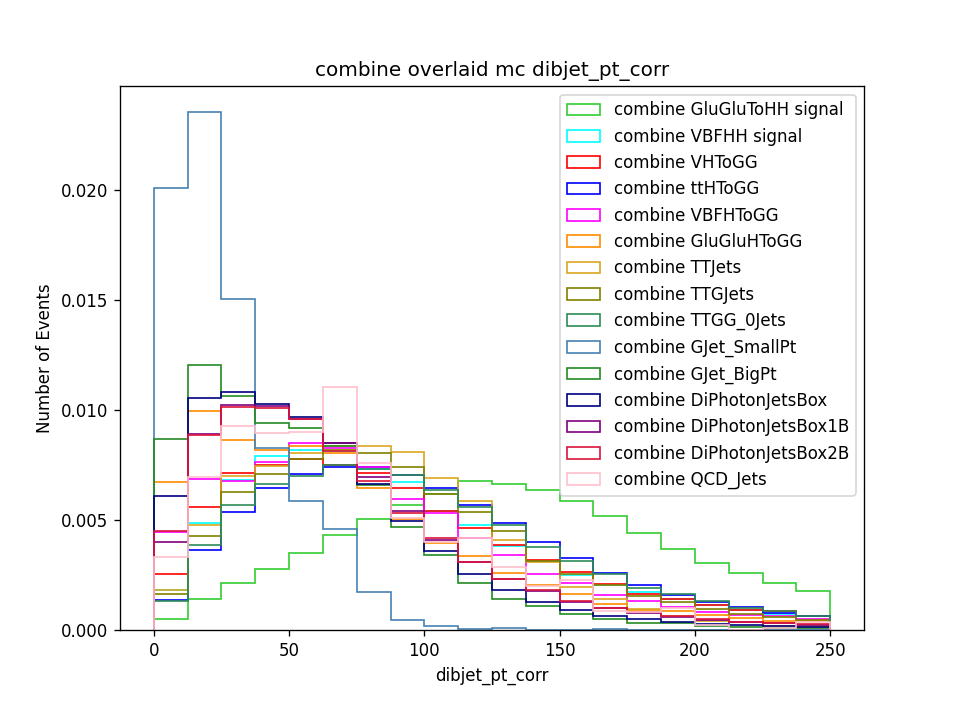 combine overlaid mc dibjet_pt_corr
combine GluGluToHH signal
combine VBFHH signal
combine VHToGG
combine ttHToGG
combine VBFHToGG
combine GluGluHToGG
combine TTJets
combine TTGJets
combine TTGG_0Jets
combine GJet_SmallPt
combine GJet_BigPt
combine DiPhotonJetsBox
combine DiPhotonJetsBox1B
combine DiPhotonJetsBox2B
combine QCD_Jets
Number of Events
0.020
0.015
0.010
0.005
0.000
0 50 100 150 200 250
dibjet_pt_corr